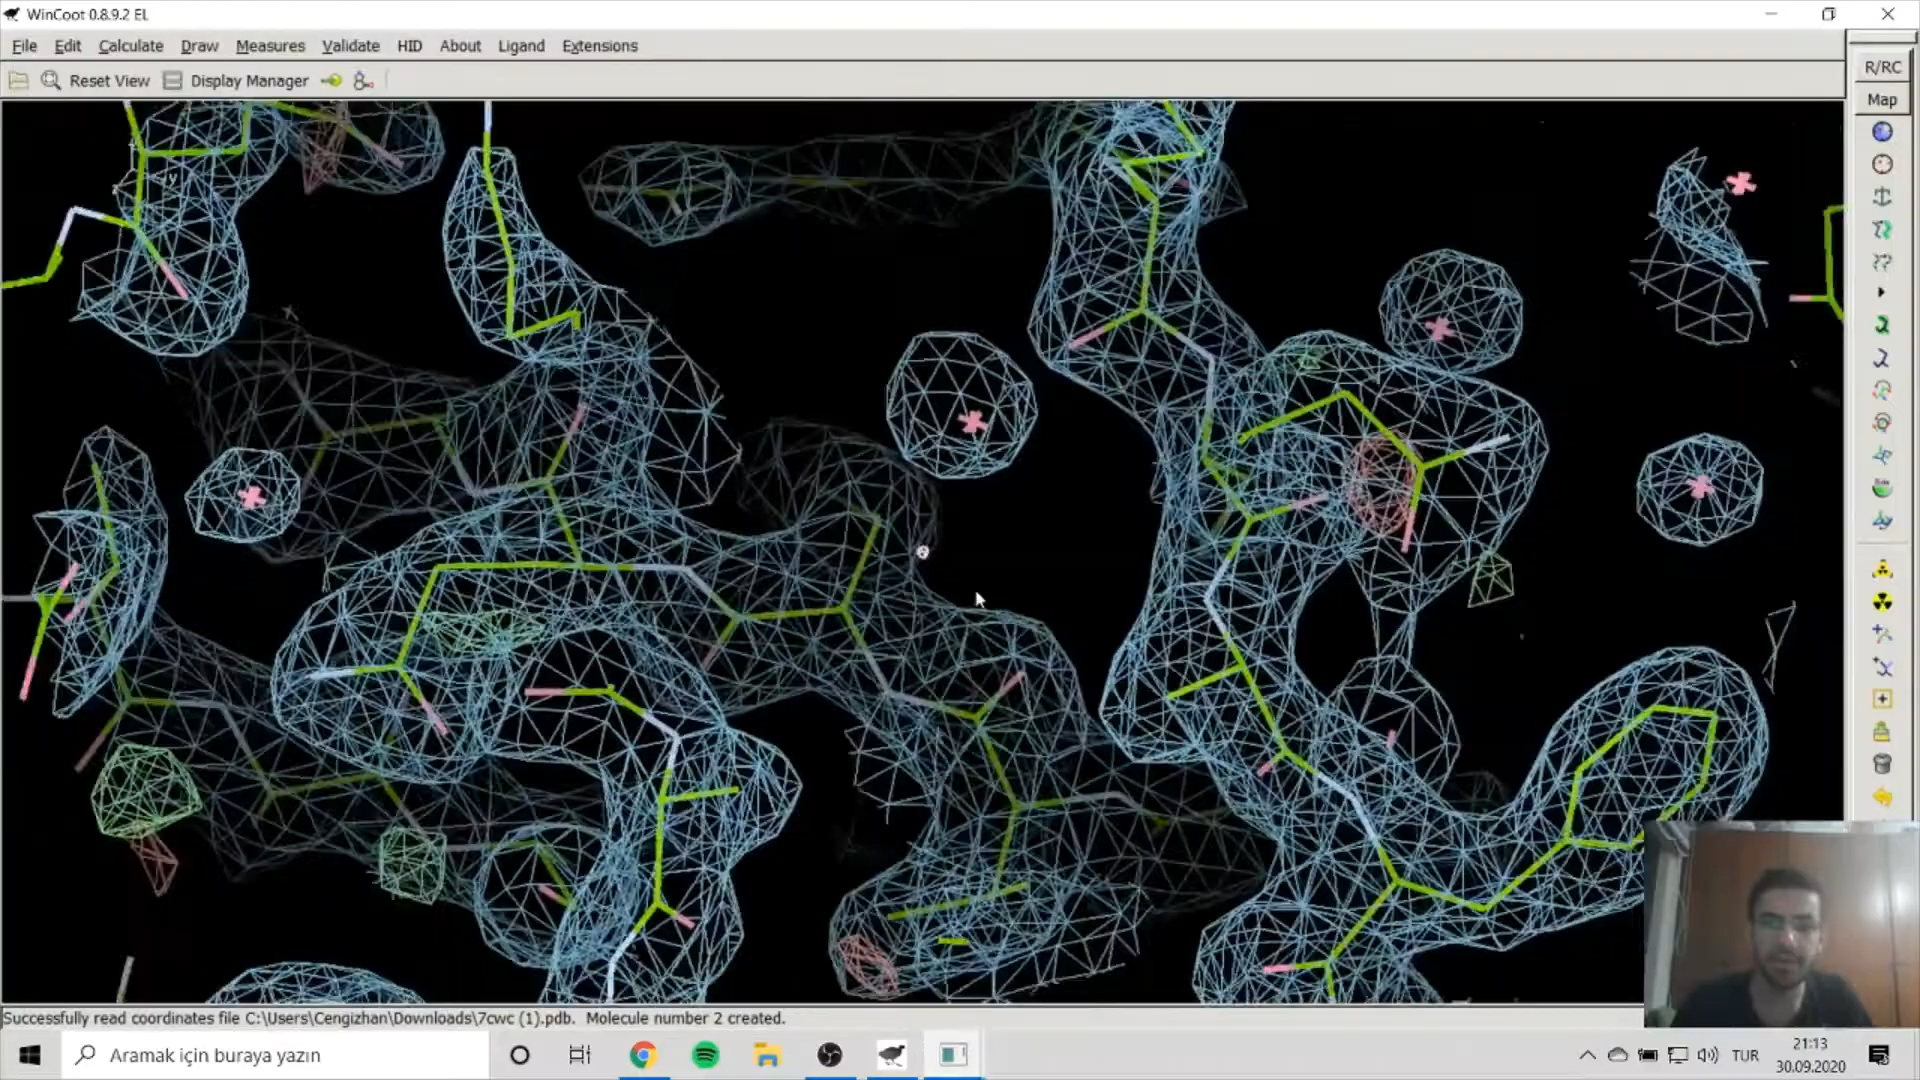 WinCoot 0.8.9.2 EL
File Edit Calculate Draw Measures Validate HID About Ligand Extensions
Reset View Display Manager
R/RC
Map
Successfully read coordinates file C:\Users\Cengizhan\Downloads\7cwc (1).pdb. Molecule number 2 created.
Aramak için buraya yazın
TUR
21:13
30.09.2020